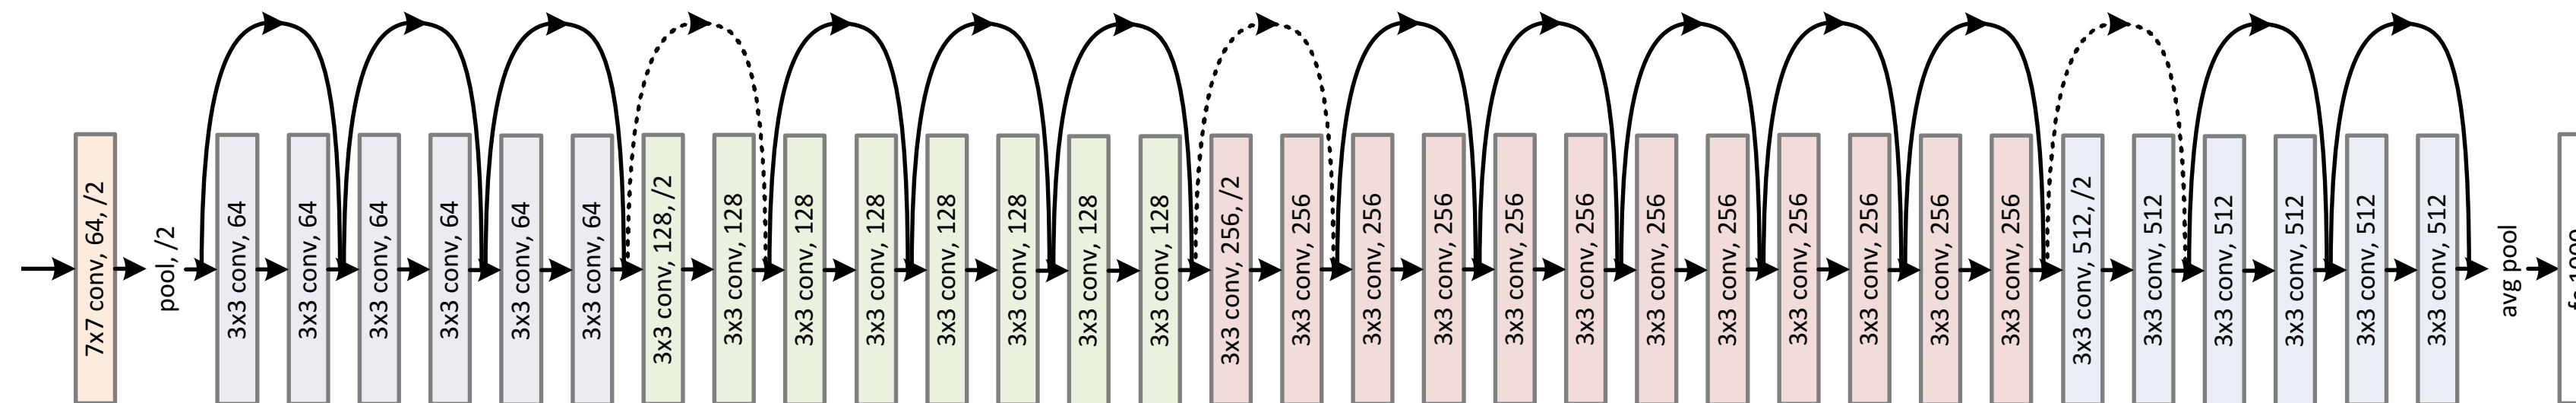 7x7 conv, 64, /2
pool, /2
3x3 conv, 64
3x3 conv, 64
3x3 conv, 64
3x3 conv, 64
3x3 conv, 64
3x3 conv, 64
3x3 conv, 128, /2
3x3 conv, 128
3x3 conv, 128
3x3 conv, 128
3x3 conv, 128
3x3 conv, 128
3x3 conv, 128
3x3 conv, 128
3x3 conv, 256, /2
3x3 conv, 256
3x3 conv, 256
3x3 conv, 256
3x3 conv, 256
3x3 conv, 256
3x3 conv, 256
3x3 conv, 256
3x3 conv, 256
3x3 conv, 256
3x3 conv, 256
3x3 conv, 256
3x3 conv, 512, /2
3x3 conv, 512
3x3 conv, 512
3x3 conv, 512
3x3 conv, 512
3x3 conv, 512
avg pool